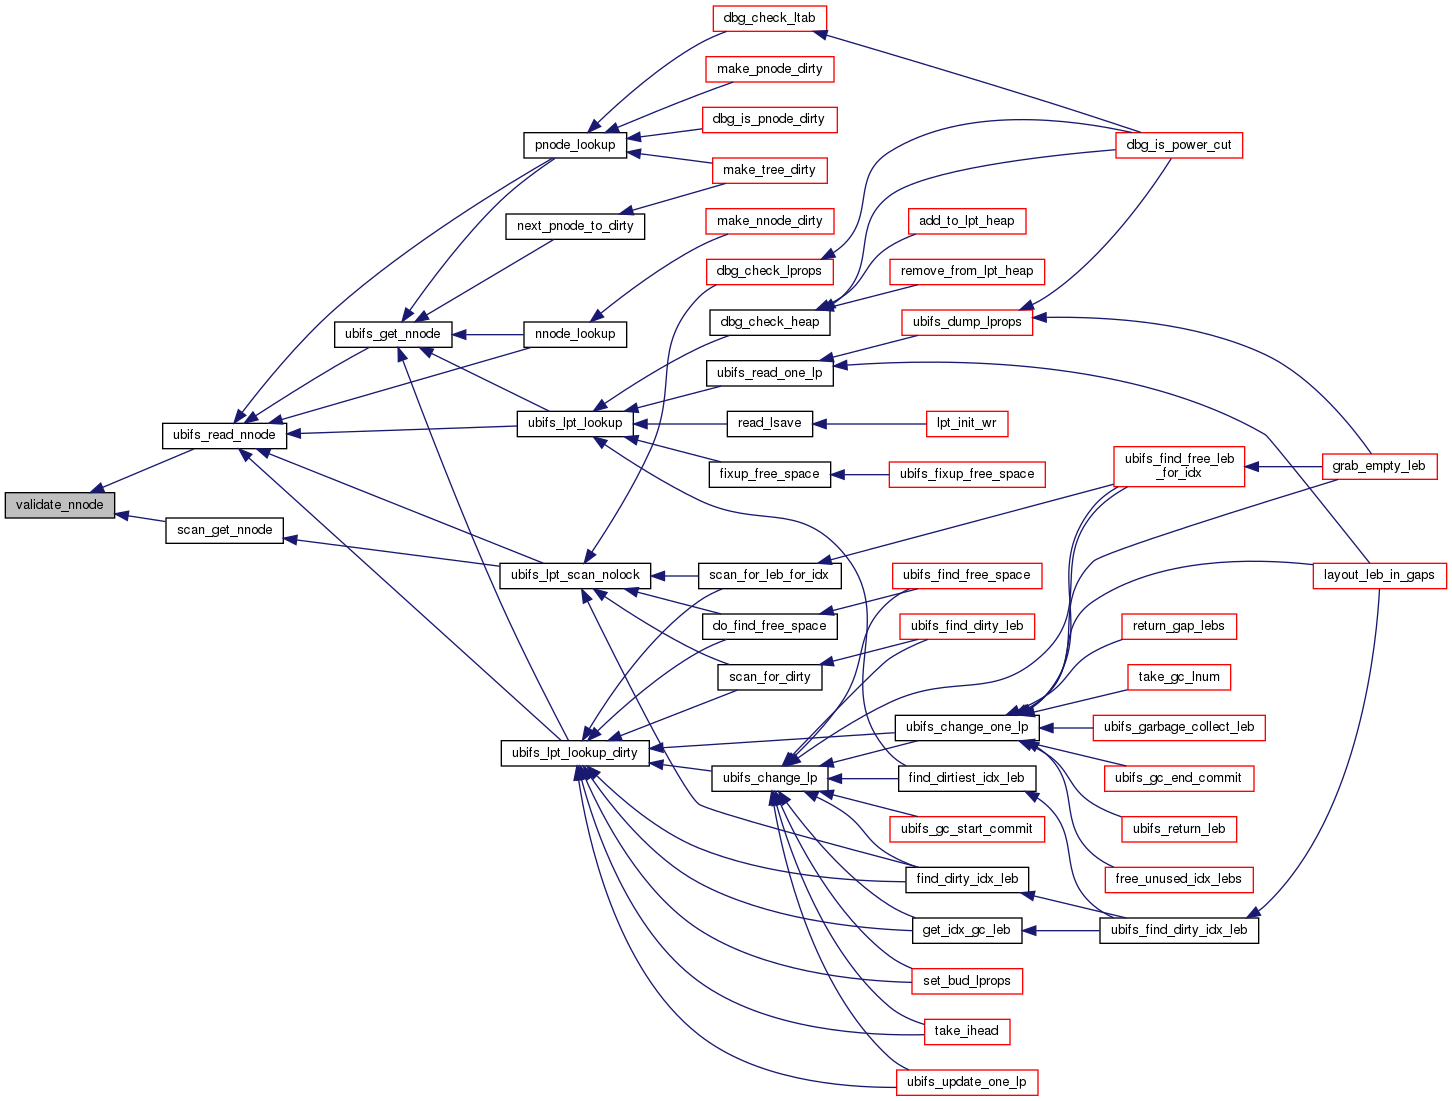 dbg_check_ltab
make_pnode_dirty
dbg_is_pnode_dirty
pnode_lookup
dbg_is_power_cut
make_tree_dirty
make_nnode_dirty
add_to_lpt_heap
next_pnode_to_dirty
dbg_check_lprops
remove_from_lpt_heap
dbg_check_heap
ubifs_dump_lprops
ubifs_get_nnode
nnode_lookup
ubifs_read_one_lp
ubifs_lpt_lookup
read_lsave
lpt_init_wr
ubifs_read_nnode
ubifs_find_free_leb
_for_idx
grab_empty_leb
fixup_free_space
ubifs_fixup_free_space
validate_nnode
scan_get_nnode
ubifs_lpt_scan_nolock
scan_for_leb_for_idx
ubifs_find_free_space
layout_leb_in_gaps
do_find_free_space
ubifs_find_dirty_leb
return_gap_lebs
scan_for_dirty
take_gc_lnum
ubifs_change_one_lp
ubifs_garbage_collect_leb
ubifs_lpt_lookup_dirty
ubifs_change_lp
find_dirtiest_idx_leb
ubifs_gc_end_commit
ubifs_gc_start_commit
ubifs_return_leb
find_dirty_idx_leb
free_unused_idx_lebs
get_idx_gc_leb
ubifs_find_dirty_idx_leb
set_bud_lprops
take_ihead
ubifs_update_one_lp